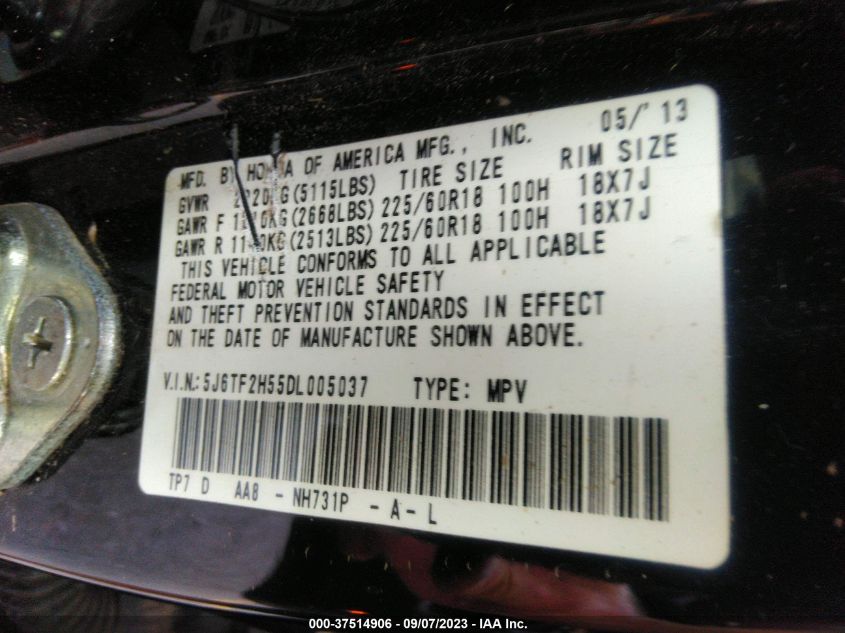 05/'13
MFD. BY HONDA OF AMERICA MFG., INC.
GVWR (5115LBS) TIRE SIZE RIM SIZE
GAWR F (2668LBS) 225/60R18 100H 18X7J
GAWR R (2513LBS) 225/60R18 100H 18X7J
THIS VEHICLE CONFORMS TO ALL APPLICABLE
FEDERAL MOTOR VEHICLE SAFETY
AND THEFT PREVENTION STANDARDS IN EFFECT
ON THE DATE OF MANUFACTURE SHOWN ABOVE.
V.I.N.: 5J6TF2H55DL005037 TYPE: MPV
TP7 D AA8 - NH731P - A - L
000-37514906 - 09/07/2023 - IAA Inc.